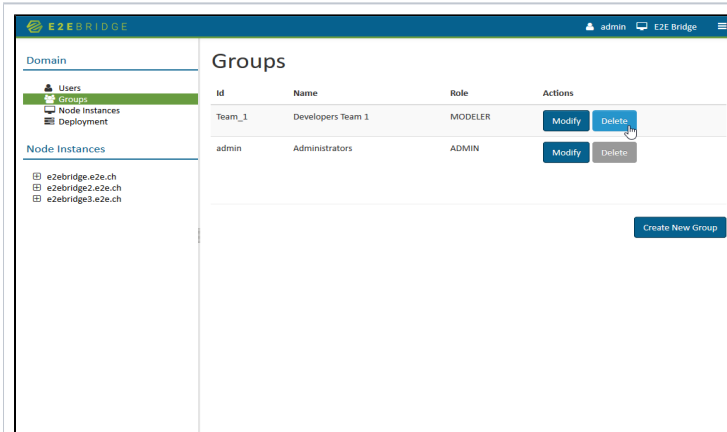 E2EBRIDGE
admin E2E Bridge
Domain
Users
Groups
Node Instances
Deployment
Node Instances
e2ebridge.e2e.ch
e2ebridge2.e2e.ch
e2ebridge3.e2e.ch
Groups
Id Name Role Actions
Team_1 Developers Team 1 MODELER Modify Delete
admin Administrators ADMIN Modify Delete
Create New Group